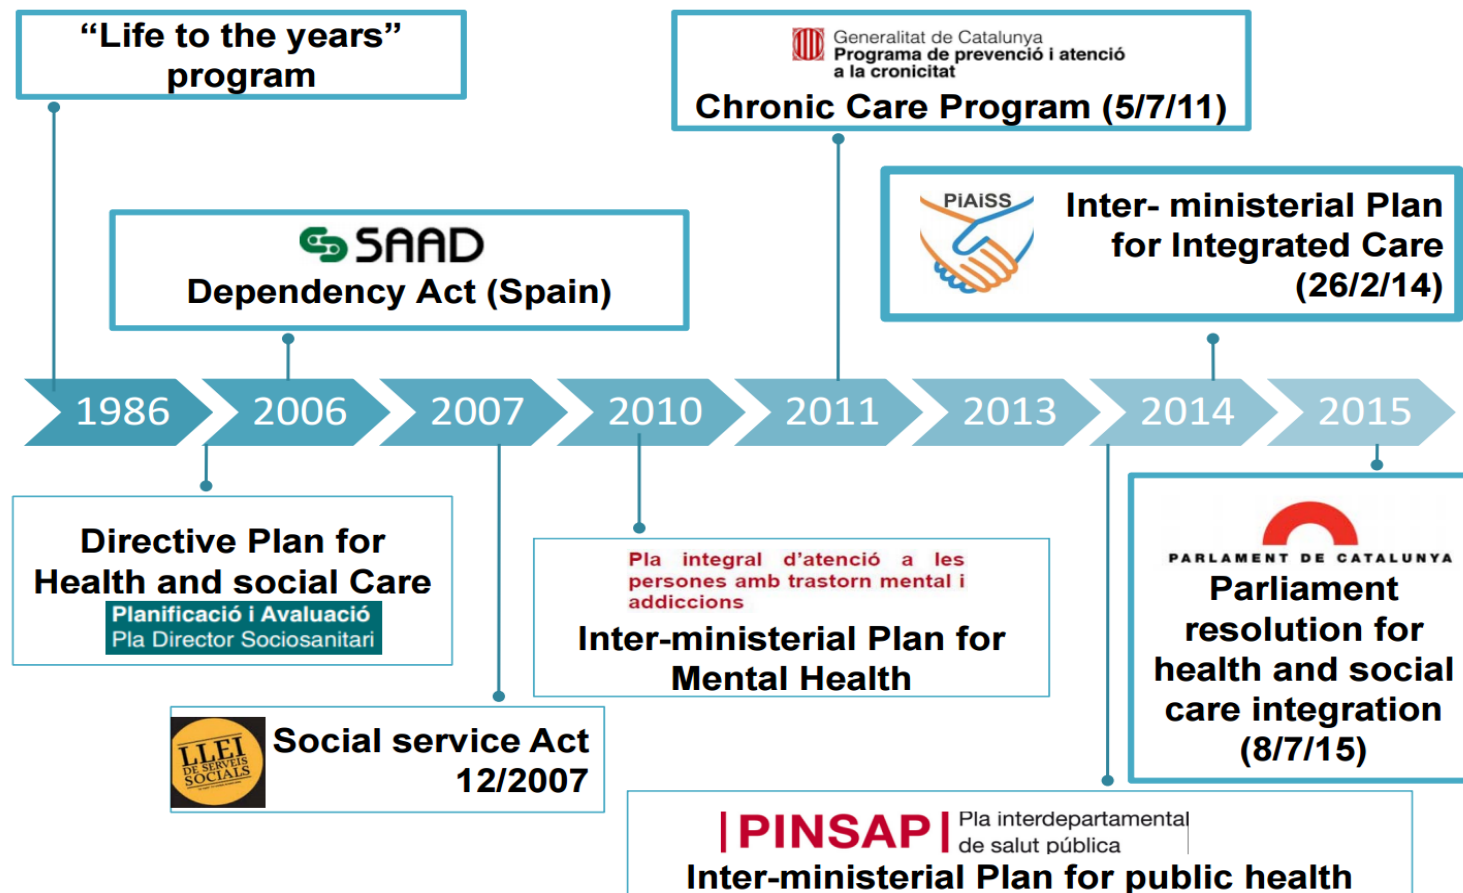 “Life to the years”
program
Generalitat de Catalunya
Programa de prevenció i atenció
a la cronicitat
Chronic Care Program (5/7/11)
SAAD
Dependency Act (Spain)
PiAiSS
Inter- ministerial Plan
for Integrated Care
(26/2/14)
1986
2006
2007
2010
2011
2013
2014
2015
Directive Plan for
Health and social Care
Planificació i Avaluació
Pla Director Sociosanitari
Pla integral d’atenció a les
persones amb trastorn mental i
addiccions
Inter-ministerial Plan for
Mental Health
PARLAMENT DE CATALUNYA
Parliament
resolution for
health and social
care integration
(8/7/15)
LLEI
DE SERVEIS
SOCIALS
Social service Act
12/2007
|PINSAP|
Pla interdepartamental
de salut pública
Inter-ministerial Plan for public health